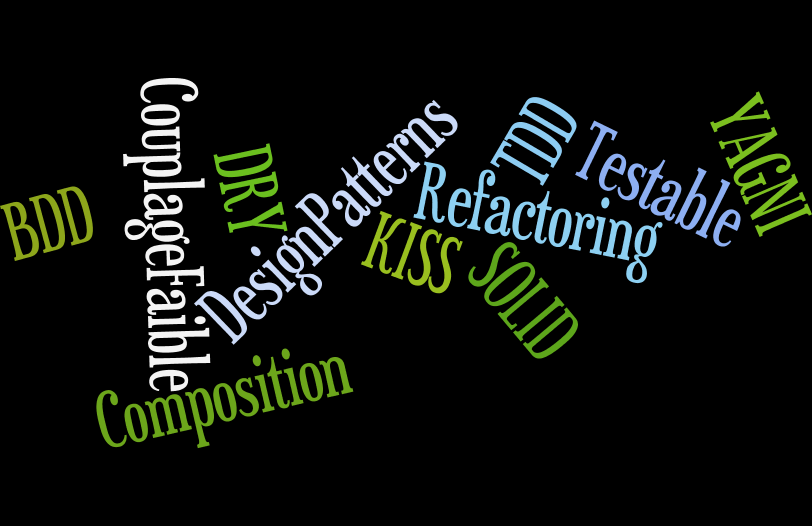 BDD
CouplageFaible
DRY
DesignPatterns
Composition
KISS
Refactoring
TDD
SOLID
Testable
YAGNI